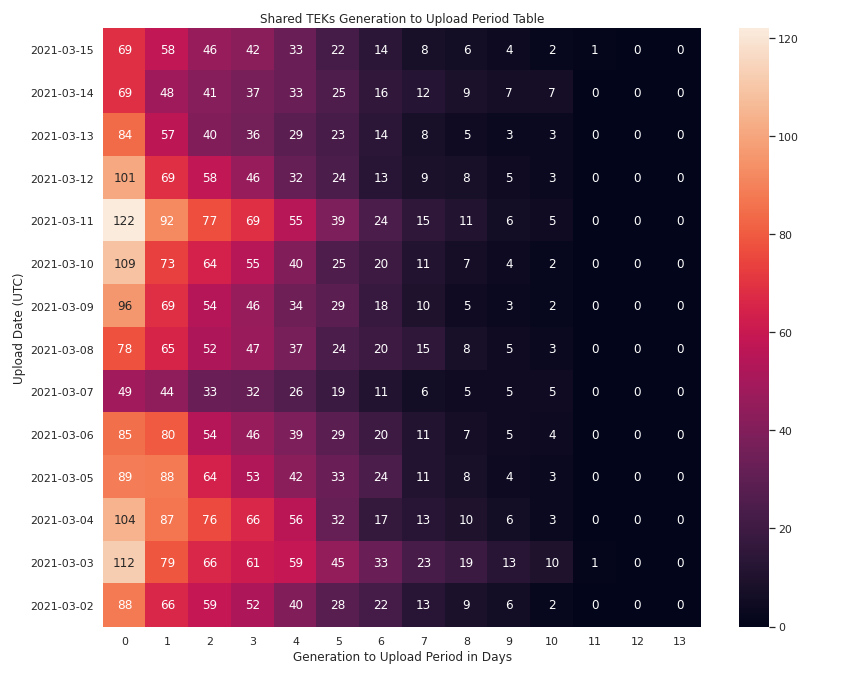 Shared TEKs Generation to Upload Period Table
Upload Date (UTC)
2021-03-15 69 58 46 42 33 22 14 8 6 4 2 1 0 0
2021-03-14 69 48 41 37 33 25 16 12 9 7 7 0 0 0
2021-03-13 84 57 40 36 29 23 14 8 5 3 3 0 0 0
2021-03-12 101 69 58 46 32 24 13 9 8 5 3 0 0 0
2021-03-11 122 92 77 69 55 39 24 15 11 6 5 0 0 0
2021-03-10 109 73 64 55 40 25 20 11 7 4 2 0 0 0
2021-03-09 96 69 54 46 34 29 18 10 5 3 2 0 0 0
2021-03-08 78 65 52 47 37 24 20 15 8 5 3 0 0 0
2021-03-07 49 44 33 32 26 19 11 6 5 5 5 0 0 0
2021-03-06 85 80 54 46 39 29 20 11 7 5 4 0 0 0
2021-03-05 89 88 64 53 42 33 24 11 8 4 3 0 0 0
2021-03-04 104 87 76 66 56 32 17 13 10 6 3 0 0 0
2021-03-03 112 79 66 61 59 45 33 23 19 13 10 1 0 0
2021-03-02 88 66 59 52 40 28 22 13 9 6 2 0 0 0
0 1 2 3 4 5 6 7 8 9 10 11 12 13
Generation to Upload Period in Days
120
100
80
60
40
20
0